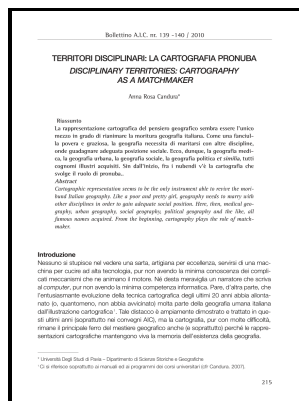 Bollettino A.I.C. nr. 139 -140 / 2010
TERRITORI DISCIPLINARI: LA CARTOGRAFIA PRONUBA
DISCIPLINARY TERRITORIES: CARTOGRAPHY
AS A MATCHMAKER
Anna Rosa Candura*
Riassunto
La rappresentazione cartografica del pensiero geografico sembra essere l'unico
mezzo in grado di rianimare la moritura geografia italiana. Come una fanciul-
la povera e graziosa, la geografia necessita di maritarsi con altre discipline,
onde guadagnare adeguata posizione sociale. Ecco, dunque, la geografia medi-
ca, la geografia urbana, la geografia sociale, la geografia politica et similia, tutti
cognomi illustri acquisiti. Sin dall'inizio, fra i nubendi v'è la cartografia che
svolge il ruolo di pronuba..
Abstract
Cartographic representation seems to be the only instrument able to revive the mori-
bund Italian geography. Like a poor and pretty girl, geography needs to marry with
other disciplines in order to gain adequate social position. Here, then, medical geo-
graphy, urban geography, social geography, political geography and the like, all
famous names acquired. From the beginning, cartography plays the role of match-
maker.
Introduzione
Nessuno si stupisce nel vedere una sarta, artigiana per eccellenza, servirsi di una mac-
china per cucire ad alta tecnologia, pur non avendo la minima conoscenza dei compli-
cati meccanismi che ne animano il motore. Né desta meraviglia un narratore che scriva
al computer, pur non avendo la minima competenza informatica. Pare, d'altra parte, che
l'entusiasmante evoluzione della tecnica cartografica degli ultimi 20 anni abbia allonta-
nato (o, quantomeno, non abbia avvicinato) molta parte della geografia umana italiana
dall'illustrazione cartografica¹. Tale distacco è ampiamente dimostrato e trattato in que-
sti ultimi anni (soprattutto nei convegni AIC), ma la cartografia, pur con molte difficoltà,
rimane il principale ferro del mestiere geografico anche (e soprattutto) perché le rappre-
sentazioni cartografiche mantengono viva la memoria dell'esistenza della geografia.
* Università Degli Studi di Pavia – Dipartimento di Scienze Storiche e Geografiche
¹ Ci si riferisce soprattutto ai manuali ed ai programmi dei corsi universitari (cfr Candura, 2007).
215